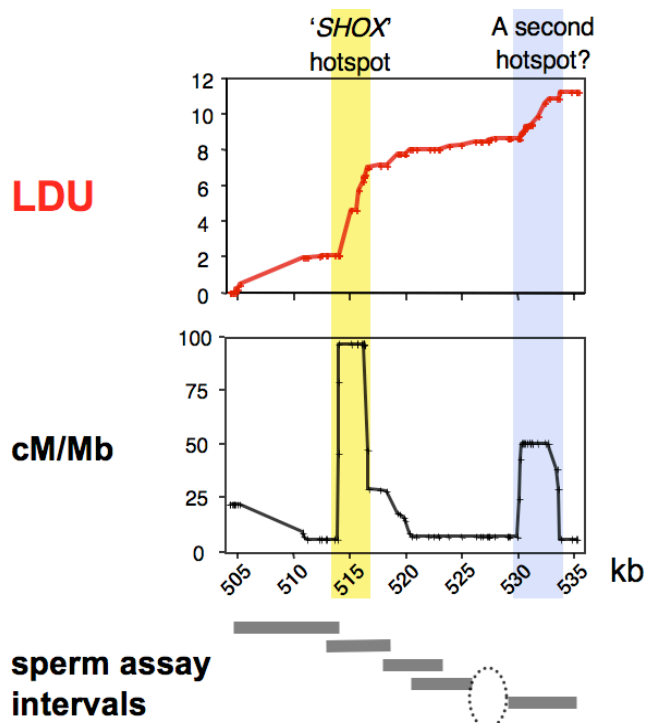 ‘SHOX’
hotspot
A second
hotspot?
12
10
8
6
4
2
0
LDU
100
75
50
25
0
cM/Mb
505
510
515
520
525
530
535
kb
sperm assay
intervals